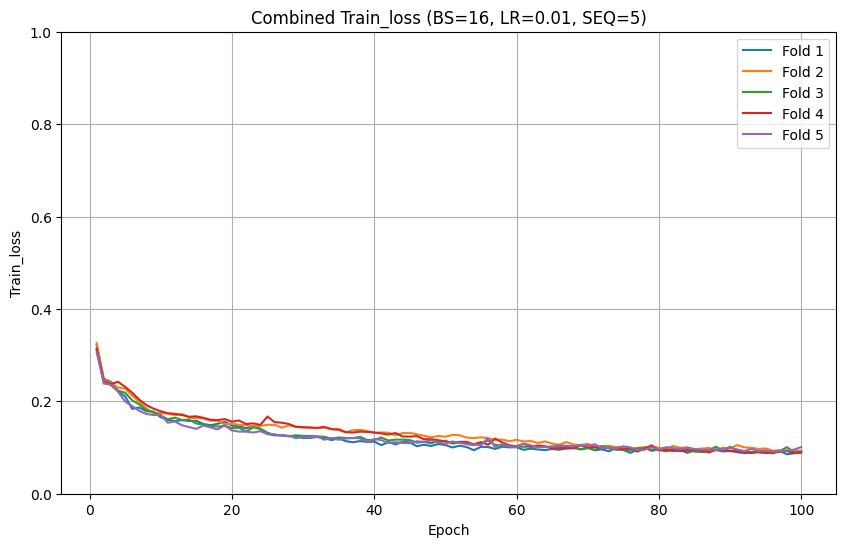 Combined Train_loss (BS=16, LR=0.01, SEQ=5)
Train_loss
1.0
0.8
0.6
0.4
0.2
0.0
0
20
40
60
80
100
Epoch
Fold 1
Fold 2
Fold 3
Fold 4
Fold 5